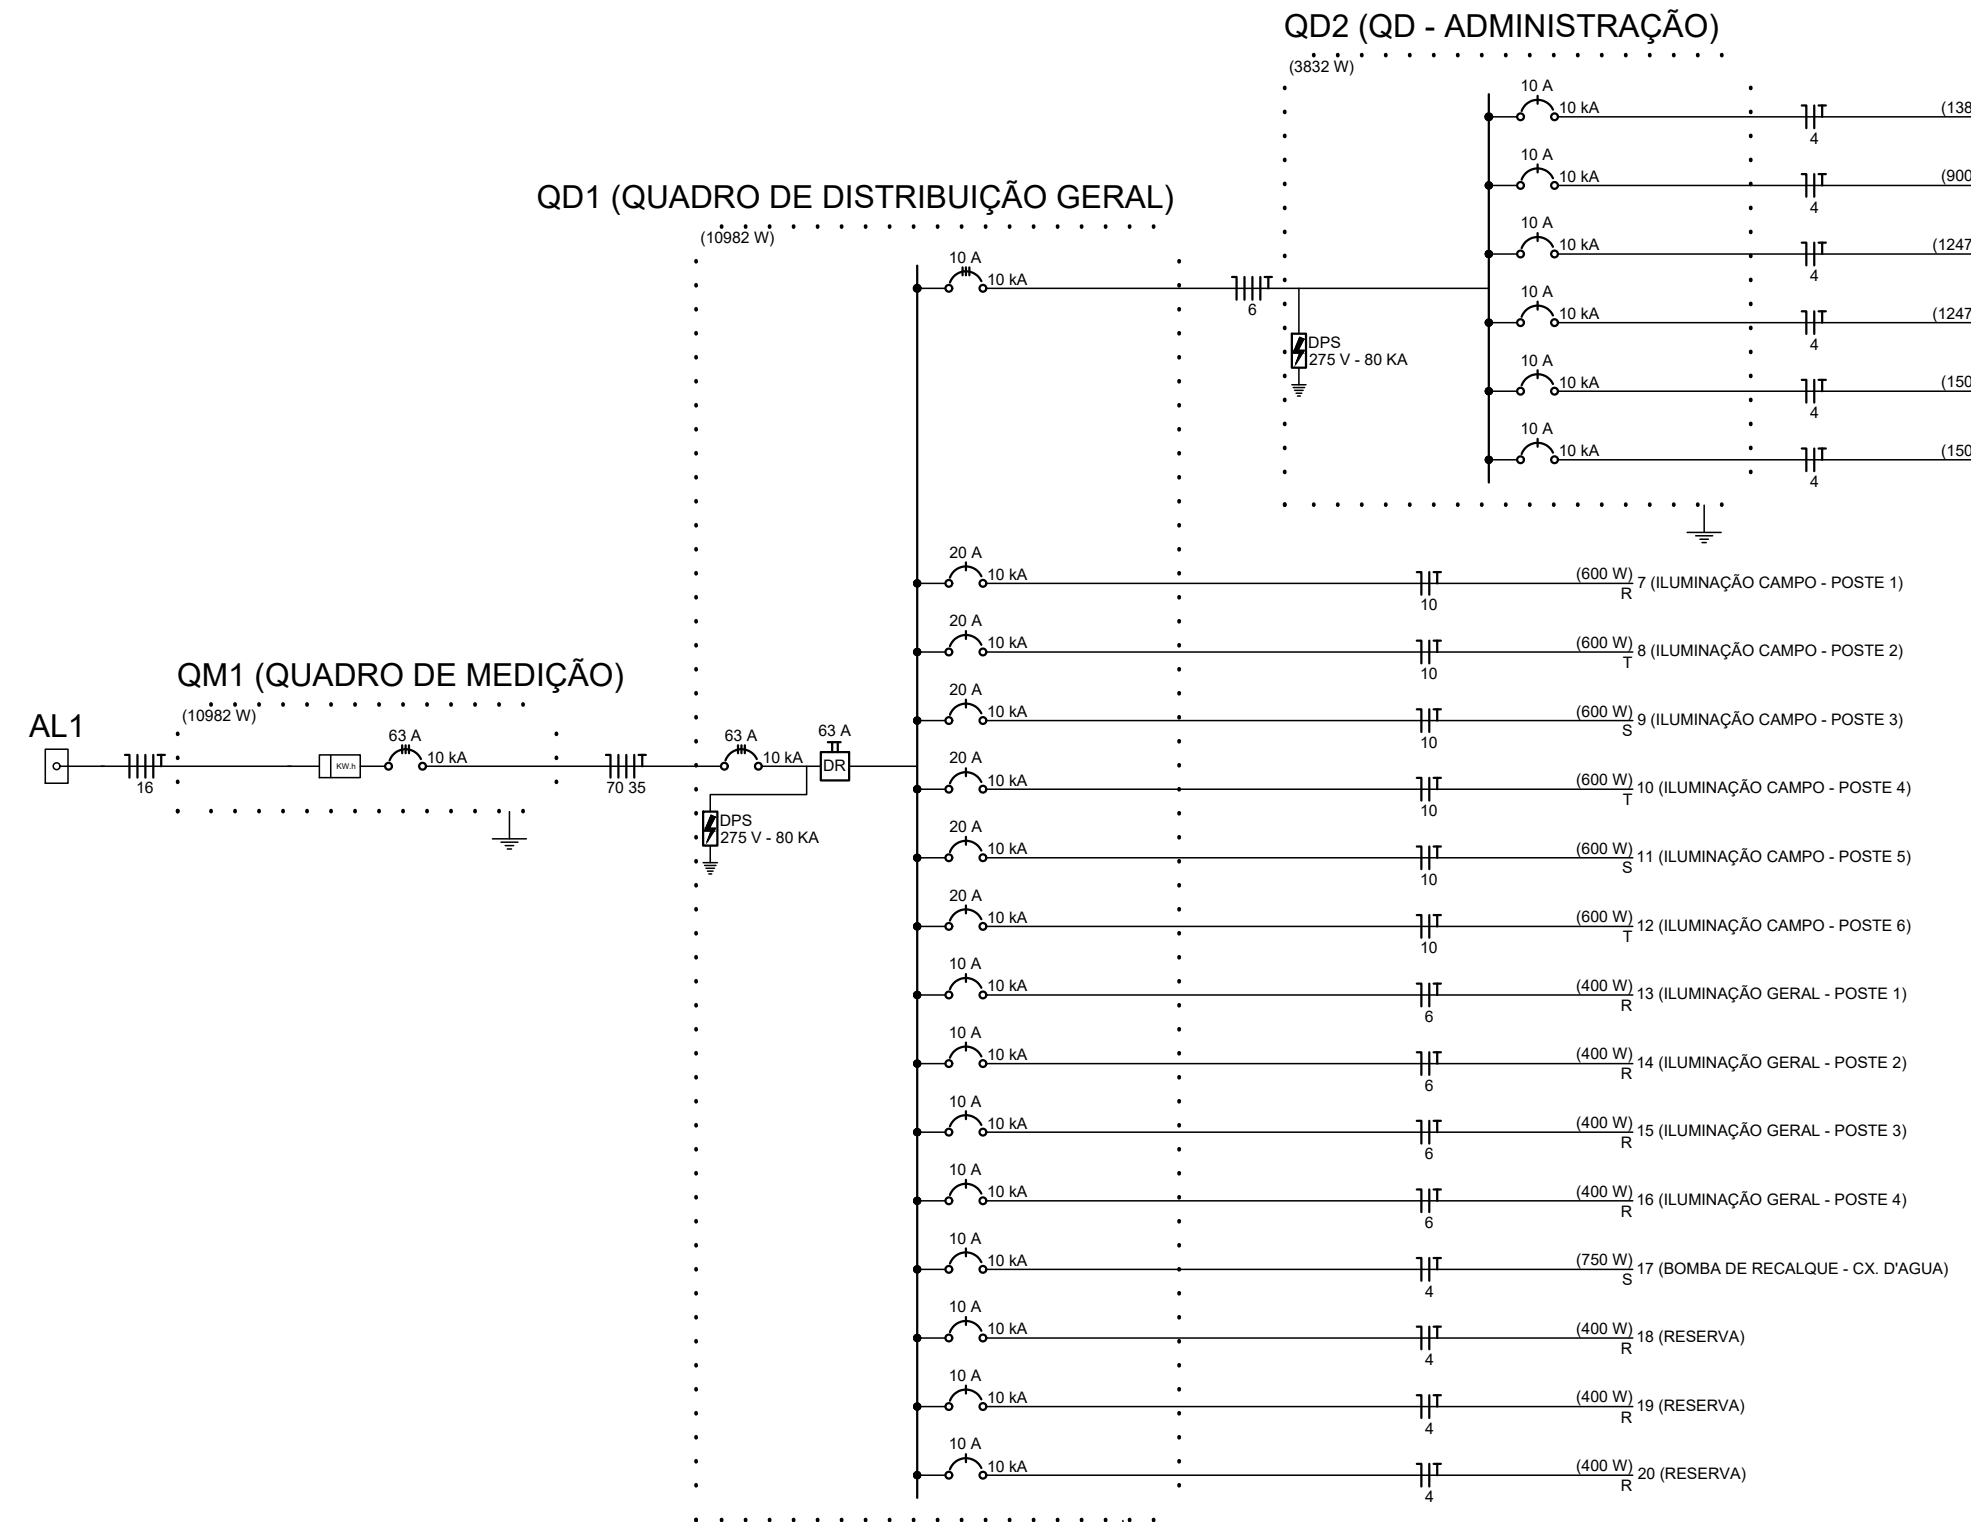 QD2 (QD - ADMINISTRAÇÃO)
(3832 W)
10 A
10 kA
4
(138
10 A
10 kA
4
(900
10 A
10 kA
4
(1247
10 A
10 kA
4
(1247
10 A
10 kA
4
(150
10 A
10 kA
4
(150
QD1 (QUADRO DE DISTRIBUIÇÃO GERAL)
(10982 W)
10 A
10 kA
6
DPS
275 V - 80 KA
20 A
10 kA
10
(600 W)
R
7 (ILUMINAÇÃO CAMPO - POSTE 1)
20 A
10 kA
10
(600 W)
T
8 (ILUMINAÇÃO CAMPO - POSTE 2)
20 A
10 kA
10
(600 W)
S
9 (ILUMINAÇÃO CAMPO - POSTE 3)
20 A
10 kA
10
(600 W)
T
10 (ILUMINAÇÃO CAMPO - POSTE 4)
20 A
10 kA
10
(600 W)
S
11 (ILUMINAÇÃO CAMPO - POSTE 5)
20 A
10 kA
10
(600 W)
T
12 (ILUMINAÇÃO CAMPO - POSTE 6)
10 A
10 kA
6
(400 W)
R
13 (ILUMINAÇÃO GERAL - POSTE 1)
10 A
10 kA
6
(400 W)
R
14 (ILUMINAÇÃO GERAL - POSTE 2)
10 A
10 kA
6
(400 W)
R
15 (ILUMINAÇÃO GERAL - POSTE 3)
10 A
10 kA
6
(400 W)
R
16 (ILUMINAÇÃO GERAL - POSTE 4)
10 A
10 kA
4
(750 W)
S
17 (BOMBA DE RECALQUE - CX. D'AGUA)
10 A
10 kA
4
(400 W)
R
18 (RESERVA)
10 A
10 kA
4
(400 W)
R
19 (RESERVA)
10 A
10 kA
4
(400 W)
R
20 (RESERVA)
QM1 (QUADRO DE MEDIÇÃO)
(10982 W)
AL1
16
KW.h
63 A
10 kA
70 35
63 A
10 kA
63 A
DR
DPS
275 V - 80 KA